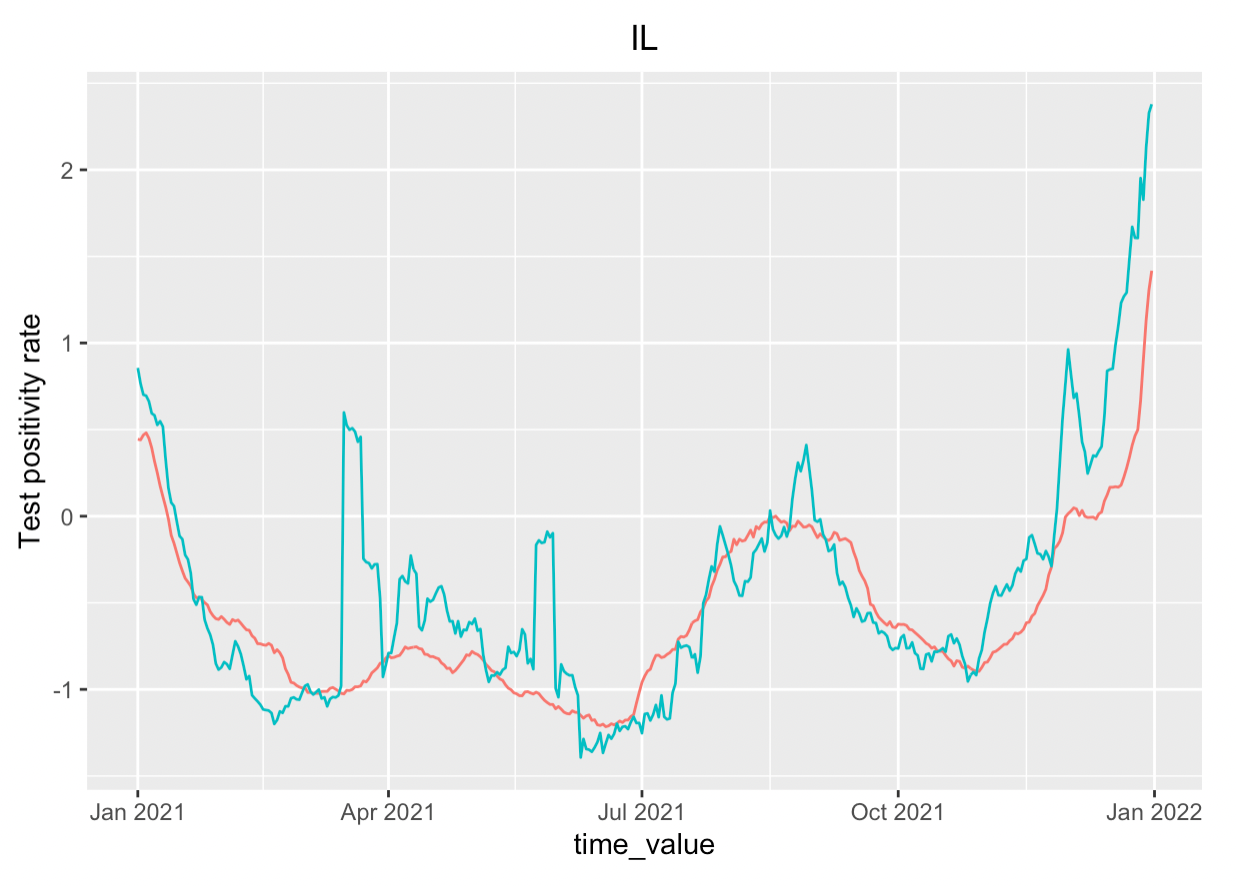 IL
Test positivity rate
2
1
0
-1
Jan 2021
Apr 2021
Jul 2021
Oct 2021
Jan 2022
time_value